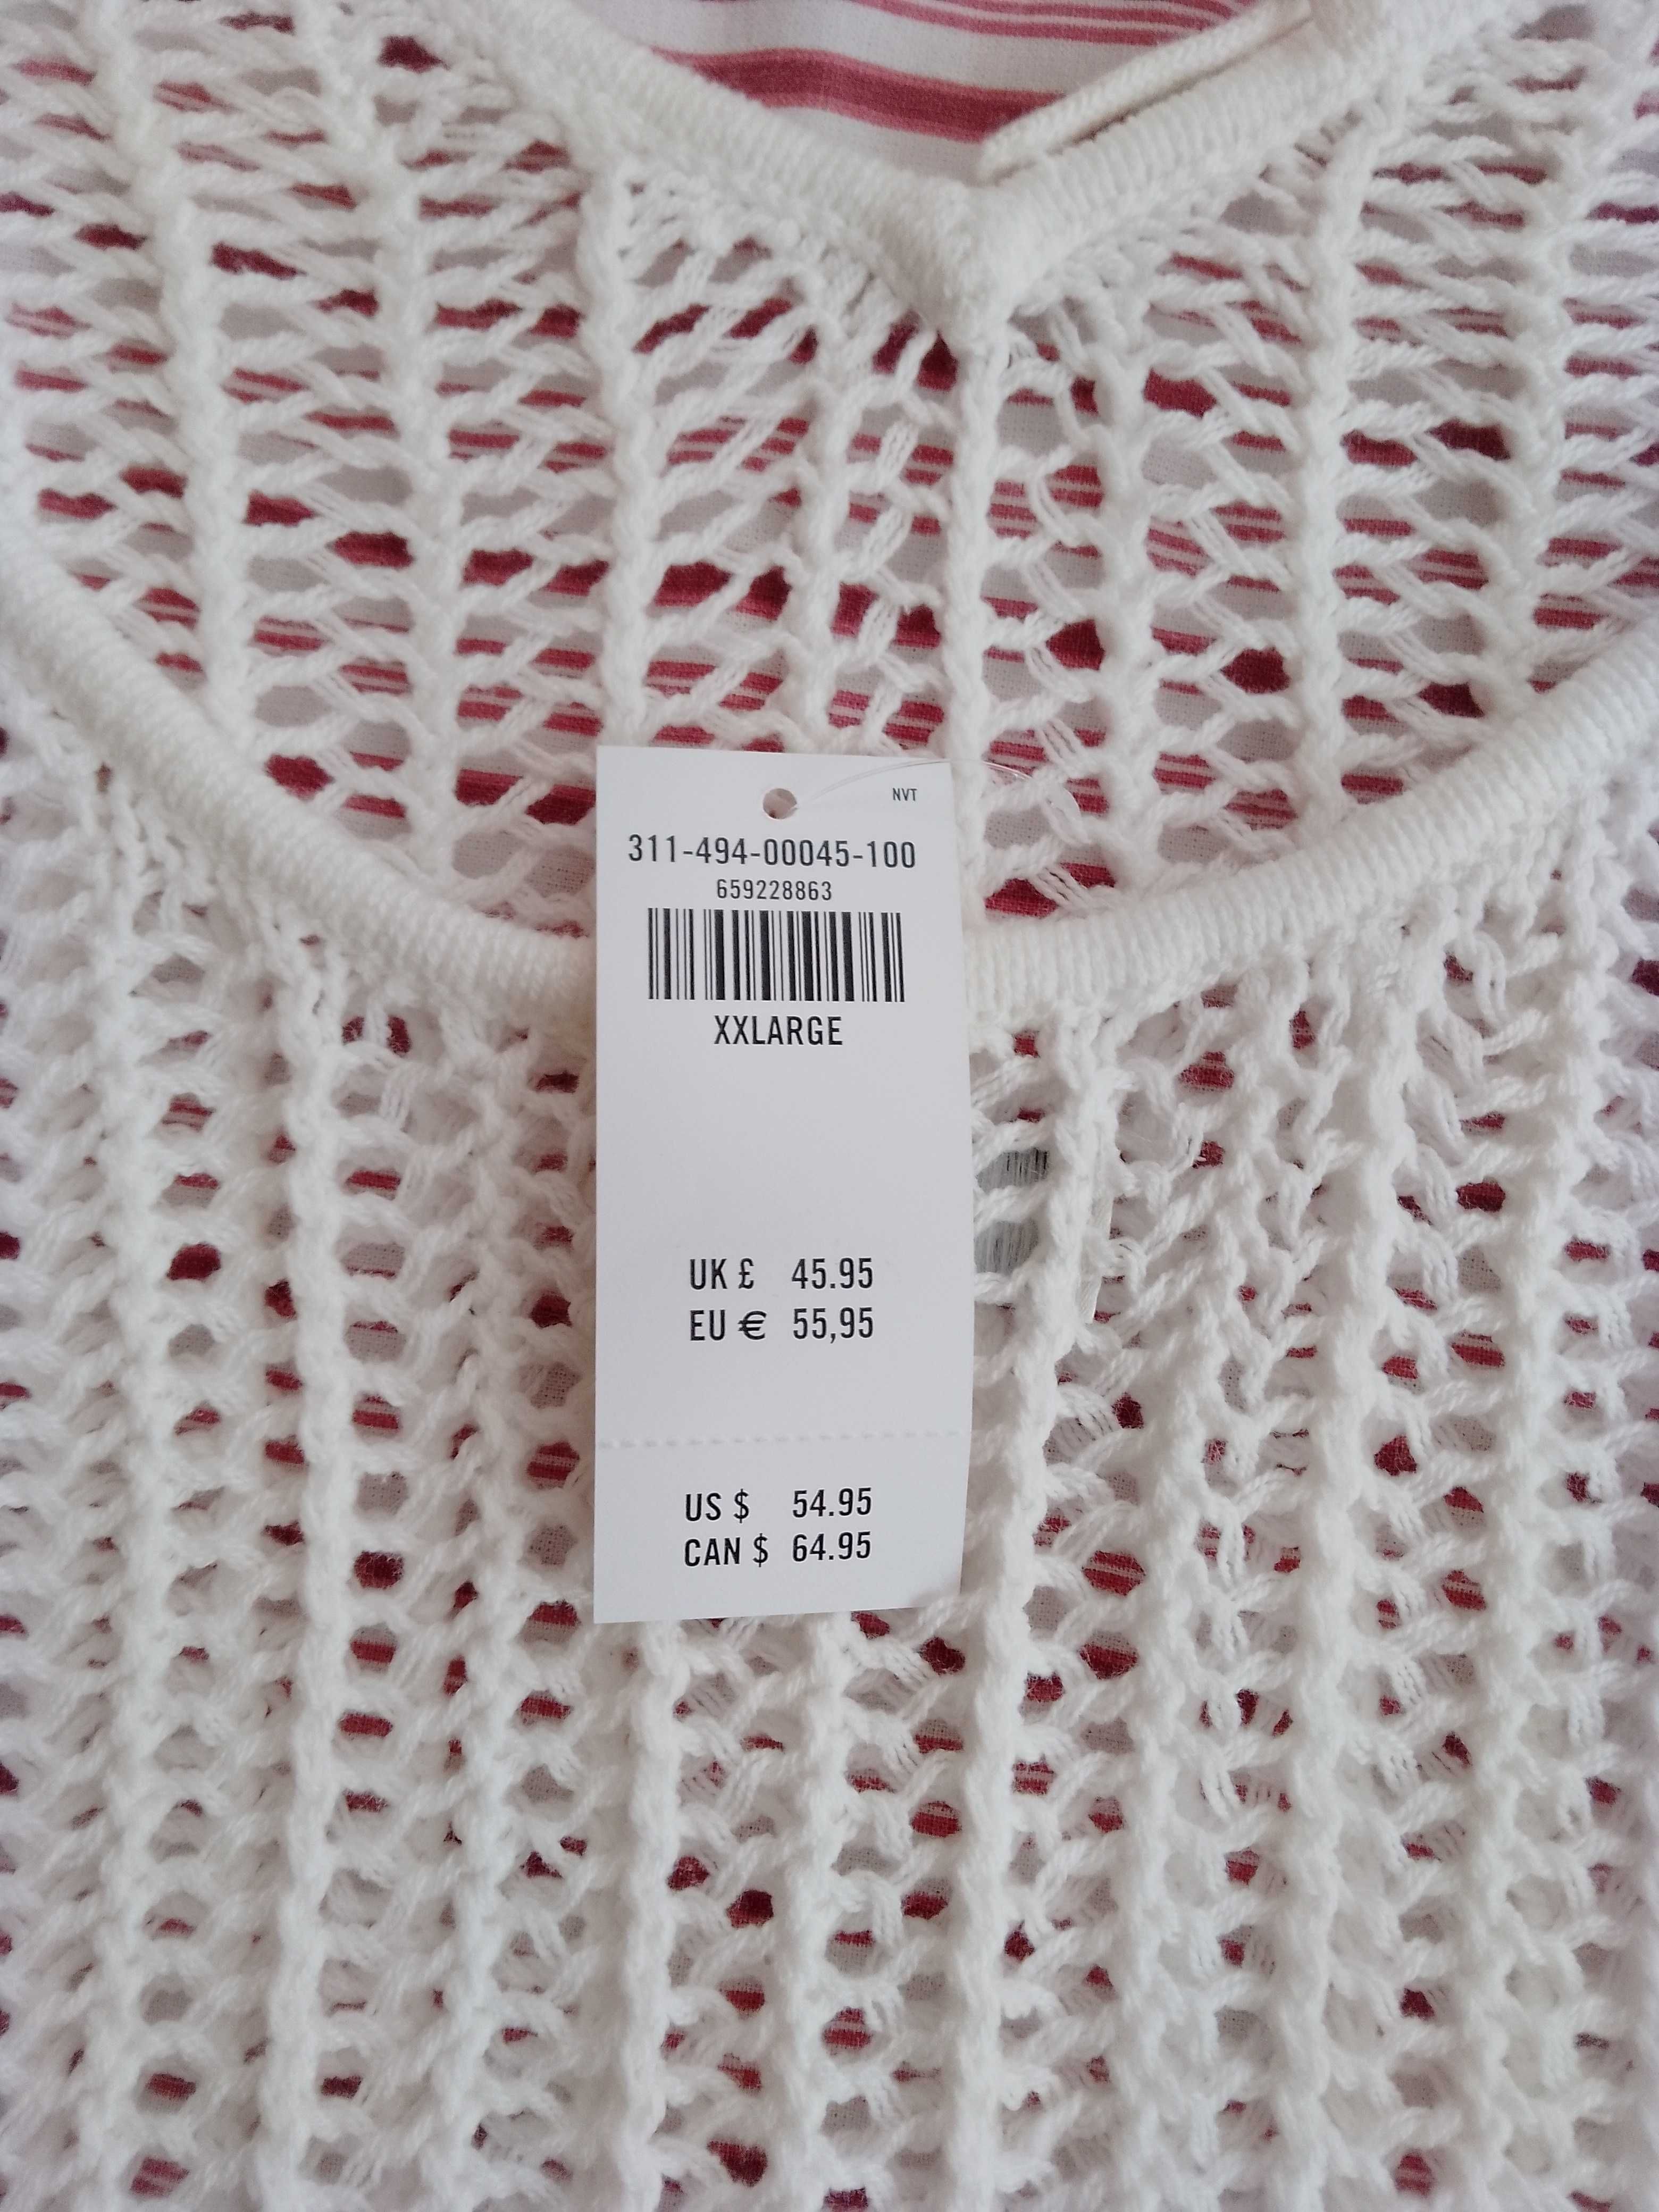 NVT
311-494-00045-100
659228863
XXLARGE
UK £ 45.95
EU € 55,95
US $ 54.95
CAN $ 64.95